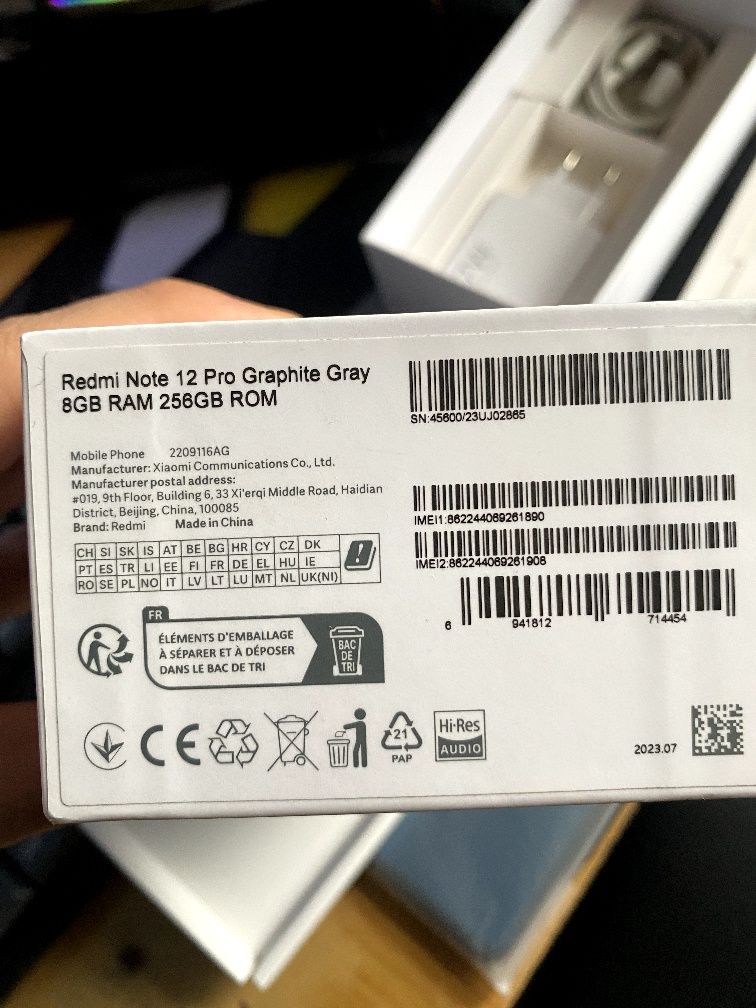 Redmi Note 12 Pro Graphite Gray
8GB RAM 256GB ROM
Mobile Phone 2209116AG
Manufacturer: Xiaomi Communications Co., Ltd.
Manufacturer postal address:
#019, 9th Floor, Building 6, 33 Xi'erqi Middle Road, Haidian
District, Beijing, China, 100085
Brand: Redmi Made in China
CH SI SK IS AT BE BG HR CY CZ DK
PT ES TR LI EE FI FR DE EL HU IE
RO SE PL NO IT LV LT LU MT NL UK(NI)
FR
ÉLÉMENTS D'EMBALLAGE
À SÉPARER ET À DÉPOSER
DANS LE BAC DE TRI
BAC
DE
TRI
CE
21
PAP
Hi-Res
AUDIO
SN:45600/23UJ02865
IMEI1:862244069261890
IMEI2:862244069261908
6 941812 714454
2023.07